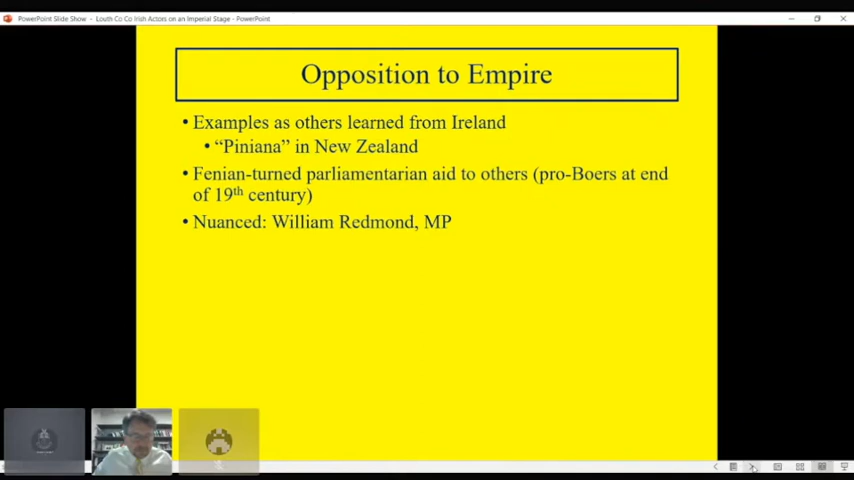 PowerPoint Slide Show - Louth Co Co Irish Actors on an Imperial Stage - PowerPoint
Opposition to Empire
• Examples as others learned from Ireland
• “Piniana” in New Zealand
• Fenian-turned parliamentarian aid to others (pro-Boers at end
of 19th century)
• Nuanced: William Redmond, MP